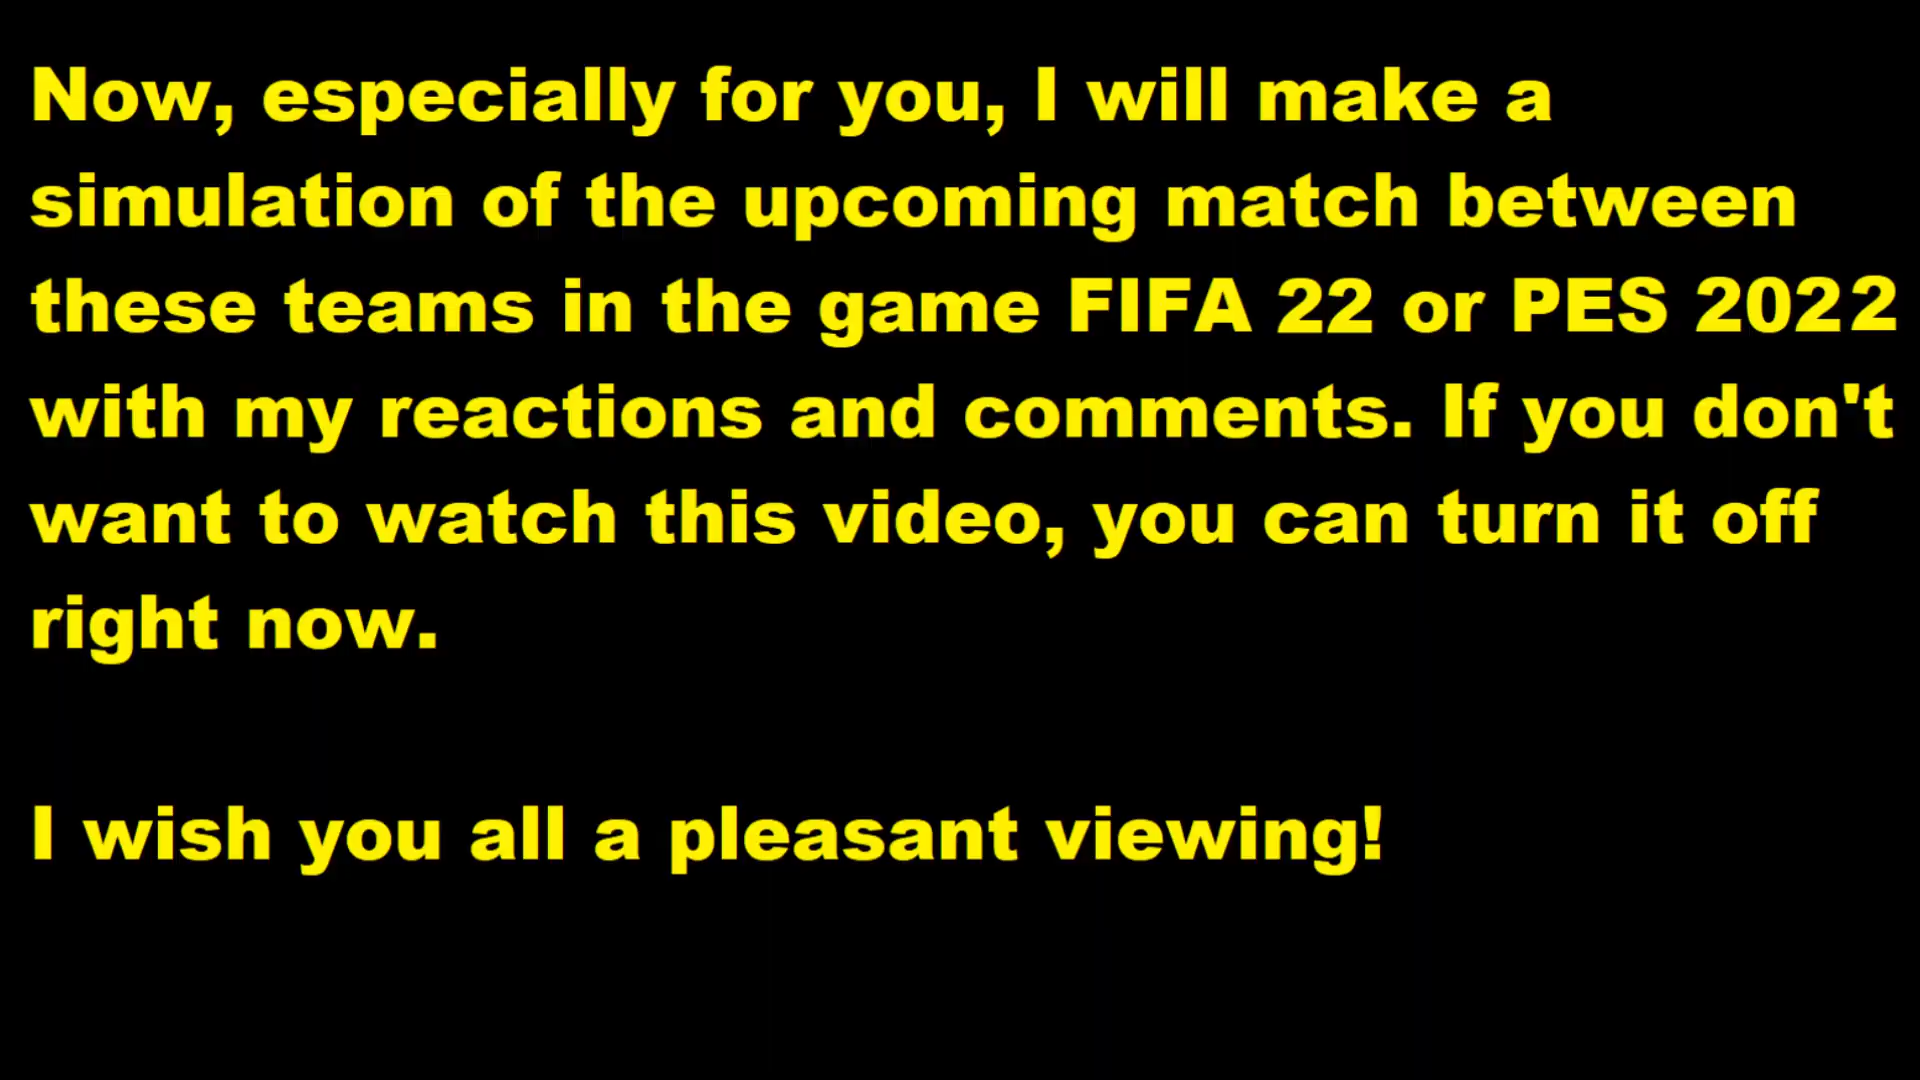 Now, especially for you, I will make a
simulation of the upcoming match between
these teams in the game FIFA 22 or PES 2022
with my reactions and comments. If you don't
want to watch this video, you can turn it off
right now.
I wish you all a pleasant viewing!